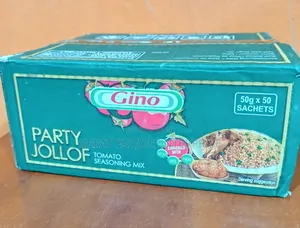 Gino
50g x 50
SACHETS
PARTY
JOLLOF
TOMATO
SEASONING MIX
Serving suggestion